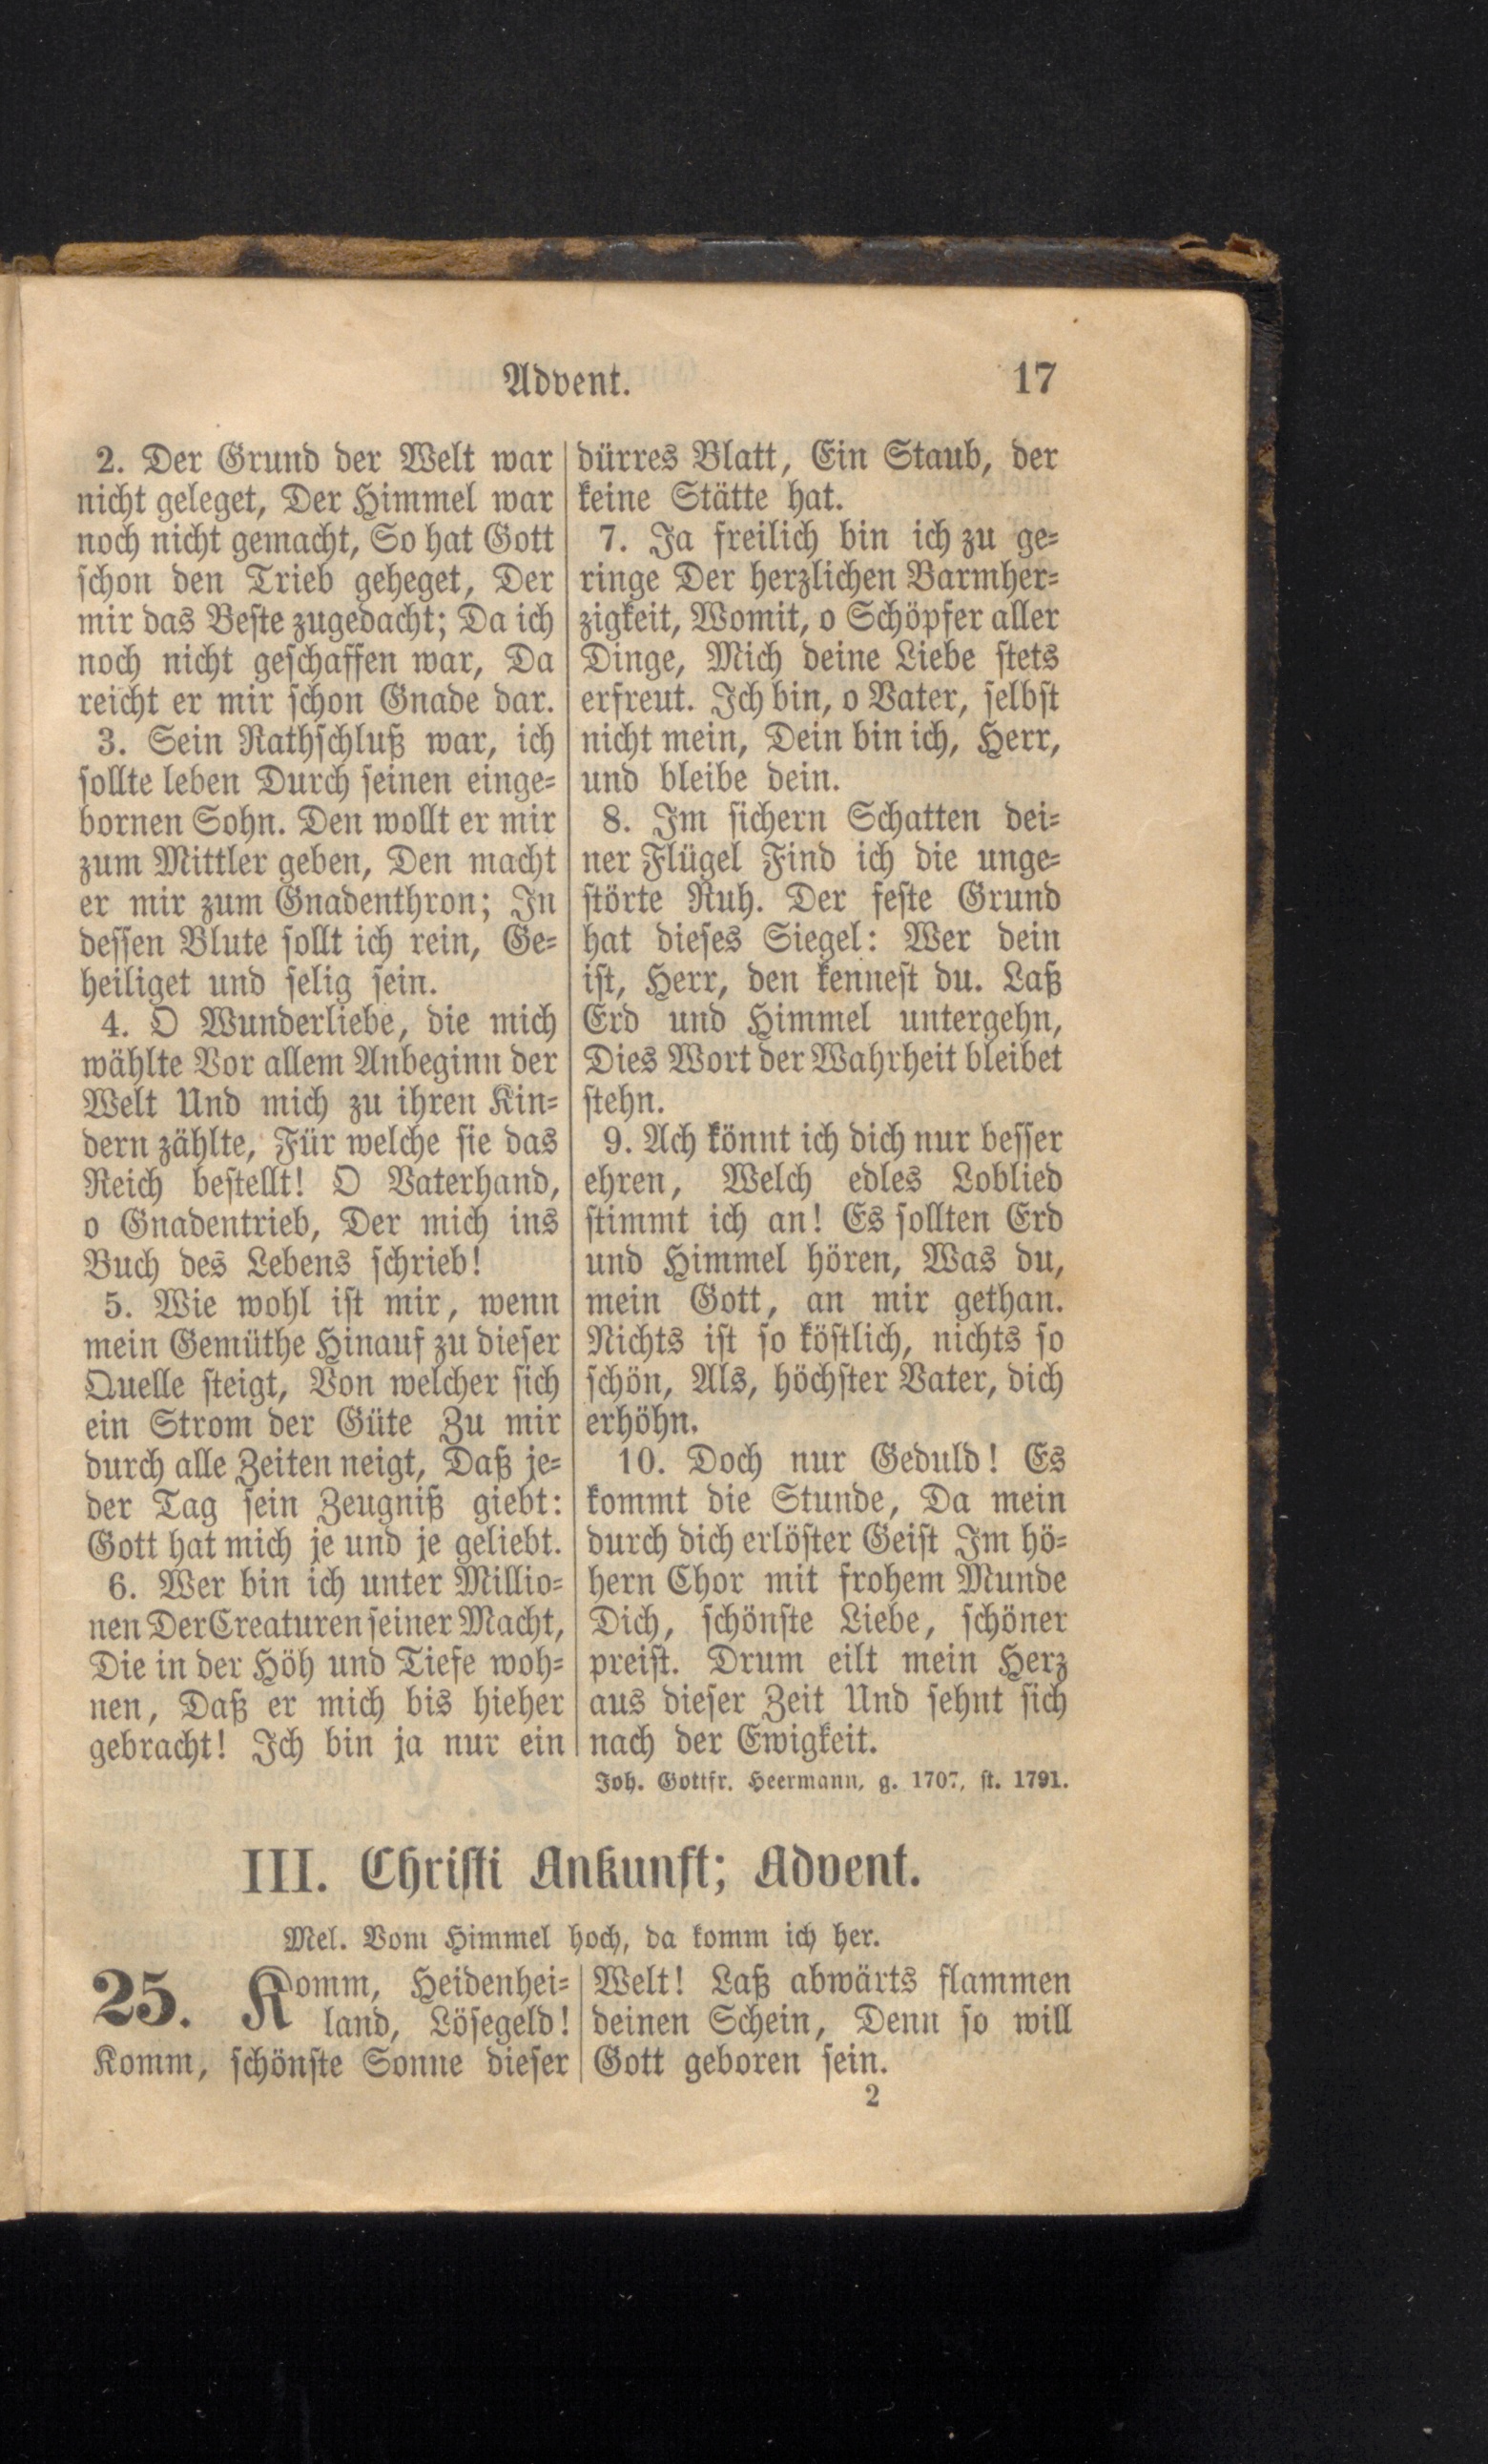 Advent. 17
2. Der Grund der Welt war
nicht geleget, Der Himmel war
noch nicht gemacht, So hat Gott
schon den Trieb geheget, Der
mir das Beste zugedacht; Da ich
noch nicht geschaffen war, Da
reicht er mir schon Gnade dar.
3. Sein Rathschluß war, ich
sollte leben Durch seinen einge=
bornen Sohn. Den wollt er mir
zum Mittler geben, Den macht
er mir zum Gnadenthron; In
dessen Blute sollt ich rein, Ge=
heiliget und selig sein.
4. O Wunderliebe, die mich
wählte Vor allem Anbeginn der
Welt Und mich zu ihren Kin=
dern zählte, Für welche sie das
Reich bestellt! O Vaterhand,
o Gnadentrieb, Der mich ins
Buch des Lebens schrieb!
5. Wie wohl ist mir, wenn
mein Gemüthe Hinauf zu dieser
Quelle steigt, Von welcher sich
ein Strom der Güte Zu mir
durch alle Zeiten neigt, Daß je=
der Tag sein Zeugniß giebt:
Gott hat mich je und je geliebt.
6. Wer bin ich unter Millio=
nen Der Creaturen seiner Macht,
Die in der Höh und Tiefe woh=
nen, Daß er mich bis hieher
gebracht! Ich bin ja nur ein
dürres Blatt, Ein Staub, der
keine Stätte hat.
7. Ja freilich bin ich zu ge=
ringe Der herzlichen Barmher=
zigkeit, Womit, o Schöpfer aller
Dinge, Mich deine Liebe stets
erfreut. Ich bin, o Vater, selbst
nicht mein, Dein bin ich, Herr,
und bleibe dein.
8. Im sichern Schatten dei=
ner Flügel Find ich die unge=
störte Ruh. Der feste Grund
hat dieses Siegel: Wer dein
ist, Herr, den kennest du. Laß
Erd und Himmel untergehn,
Dies Wort der Wahrheit bleibet
stehn.
9. Ach könnt ich dich nur besser
ehren, Welch edles Loblied
stimmt ich an! Es sollten Erd
und Himmel hören, Was du,
mein Gott, an mir gethan.
Nichts ist so köstlich, nichts so
schön, Als, höchster Vater, dich
erhöhn.
10. Doch nur Geduld! Es
kommt die Stunde, Da mein
durch dich erlöster Geist Im hö=
hern Chor mit frohem Munde
Dich, schönste Liebe, schöner
preist. Drum eilt mein Herz
aus dieser Zeit Und sehnt sich
nach der Ewigkeit.
Joh. Gottfr. Heermann, g. 1707, st. 1791.
III. Christi Ankunft; Advent.
Mel. Vom Himmel hoch, da komm ich her.
25. Komm, Heidenhei=
land, Lösegeld!
Komm, schönste Sonne dieser
Welt! Laß abwärts flammen
deinen Schein, Denn so will
Gott geboren sein.
2